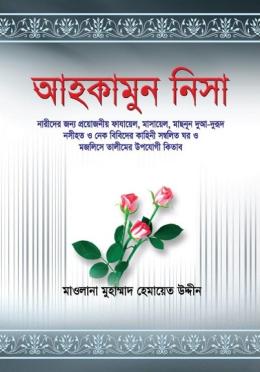 আহকামুন নিসা
নারীদের জন্য প্রয়োজনীয় ফাযায়েল, মাসায়েল, মাছনূন দুআ-দুরূদ
নসীহত ও নেক বিবিদের কাহিনী সম্বলিত ঘর ও
মজলিসে তালীমের উপযোগী কিতাব
মাওলানা মুহাম্মাদ হেমায়েত উদ্দীন